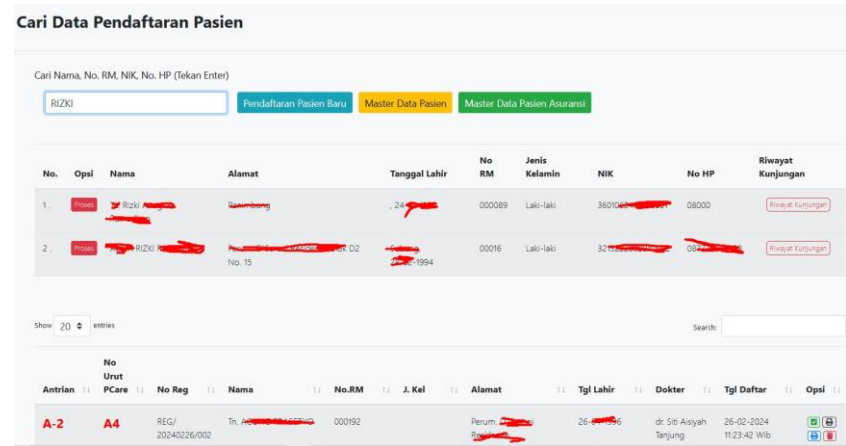 Cari Data Pendaftaran Pasien
Cari Nama, No. RM, NIK, No. HP (Tekan Enter)
RIZKI
Pendaftaran Pasien Baru
Master Data Pasien
Master Data Pasien Asuransi
No. Opsi Nama Alamat Tanggal Lahir No RM Jenis Kelamin NIK No HP Riwayat Kunjungan
1. Proses Rizki , 24 000089 Laki-laki 08000 Riwayat Kunjungan
2. Proses RIZKI D2 00016 Laki-laki Riwayat Kunjungan
No. 15 -1994
Show 20 entries Search:
Antrian No Urut PCare No Reg Nama No.RM J. Kel Alamat Tgl Lahir Dokter Tgl Daftar Opsi
A-2 A4 REG/ Tn. 000192 Perum. 26- dr. Siti Aisiyah 26-02-2024
20240226/002 Tanjung 11:23:42 Wib